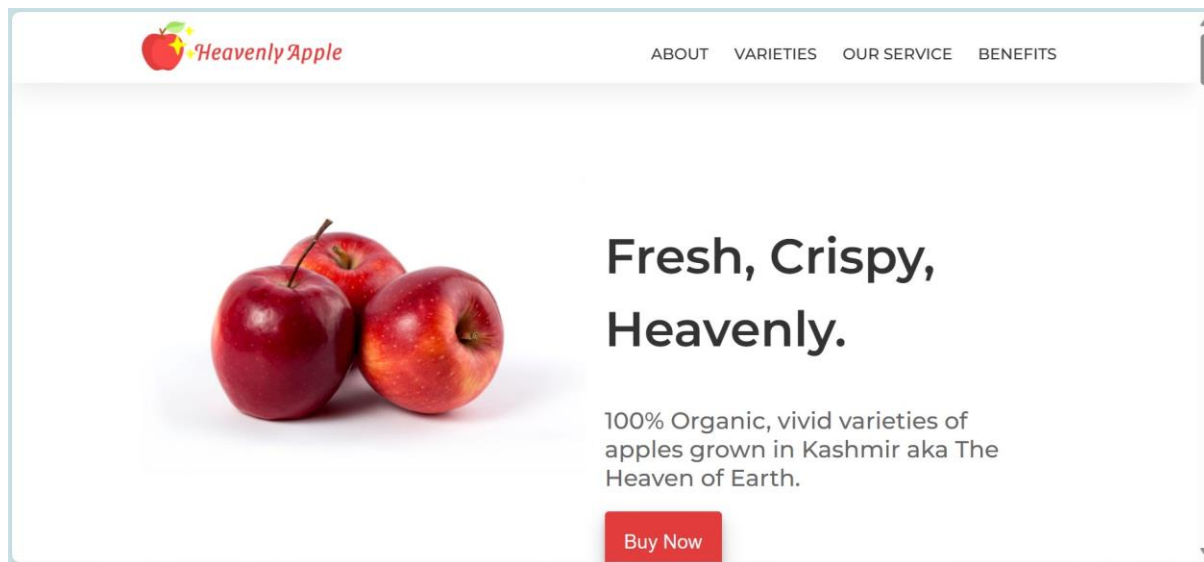 Heavenly Apple
ABOUT VARIETIES OUR SERVICE BENEFITS
Fresh, Crispy,
Heavenly.
100% Organic, vivid varieties of
apples grown in Kashmir aka The
Heaven of Earth.
Buy Now